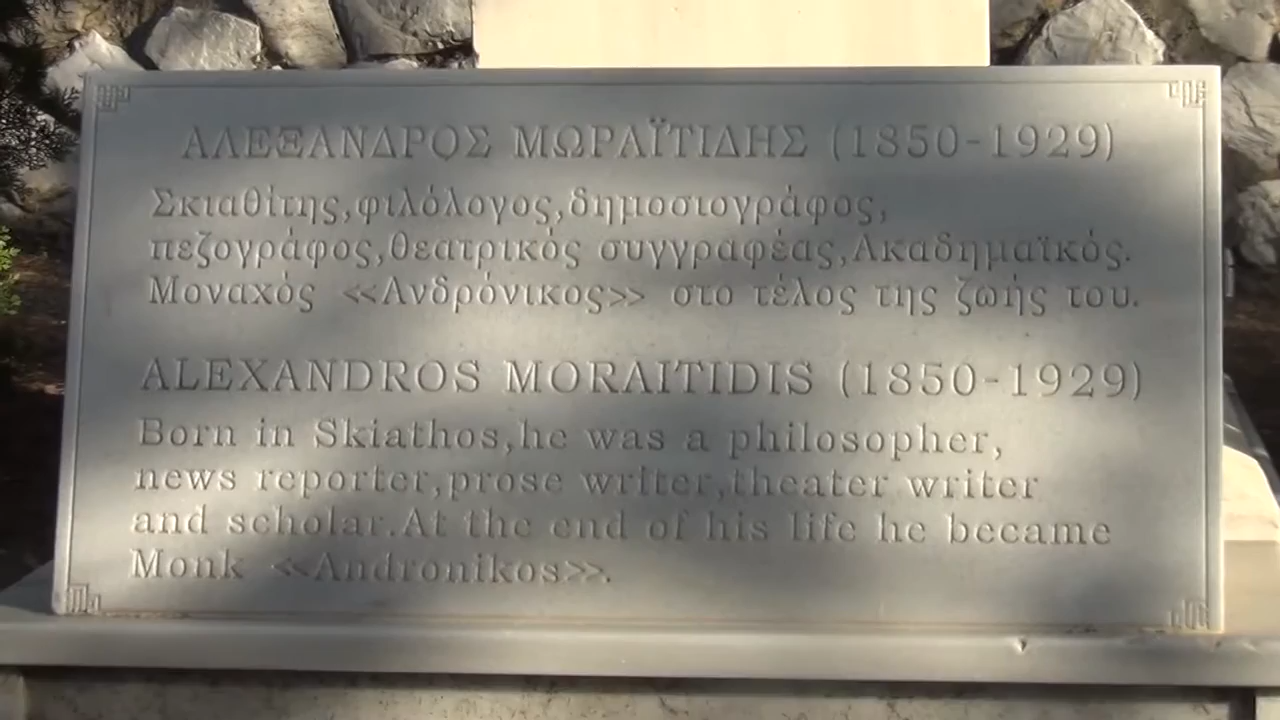 ΑΛΕΞΑΝΔΡΟΣ ΜΩΡΑΪΤΙΔΗΣ (1850-1929)
Σκιαθίτης,φιλόλογος,δημοσιογράφος,
πεζογράφος,θεατρικός συγγραφέας,Ακαδημαϊκός.
Μοναχός <<Ανδρόνικος>> στο τέλος της ζωής του.
ALEXANDROS MORAITIDIS (1850-1929)
Born in Skiathos,he was a philosopher,
news reporter,prose writer,theater writer
and scholar.At the end of his life he became
Monk <<Andronikos>>.